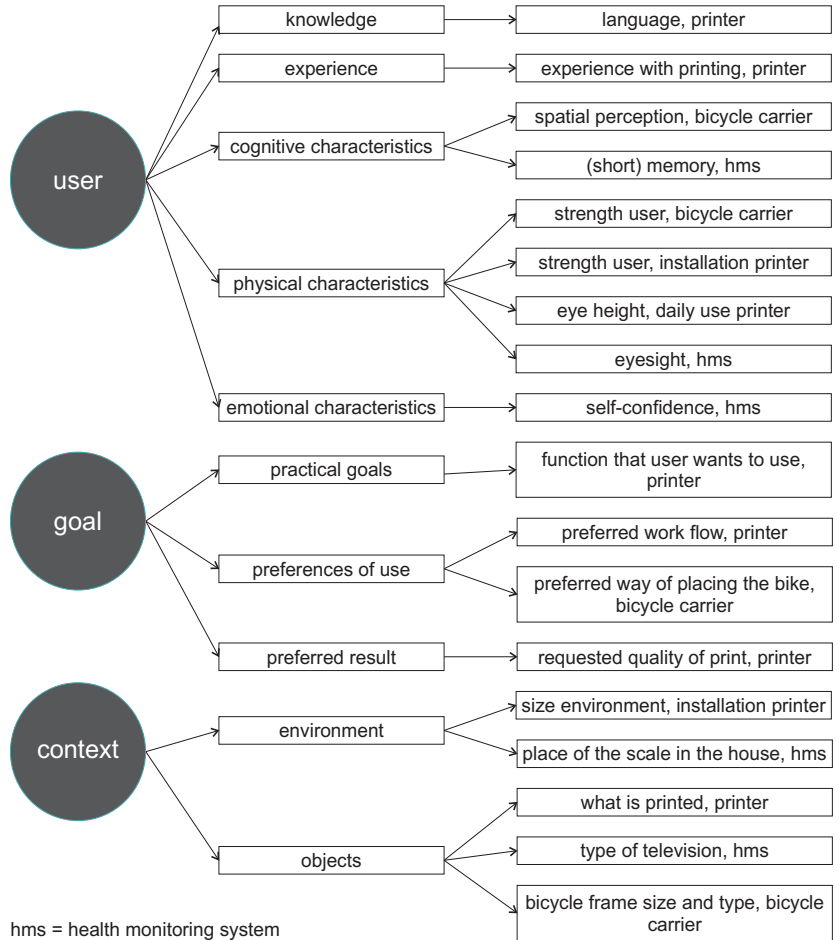 user
knowledge
language, printer
experience
experience with printing, printer
cognitive characteristics
spatial perception, bicycle carrier
(short) memory, hms
physical characteristics
strength user, bicycle carrier
strength user, installation printer
eye height, daily use printer
eyesight, hms
emotional characteristics
self-confidence, hms
goal
practical goals
function that user wants to use,
printer
preferences of use
preferred work flow, printer
preferred way of placing the bike,
bicycle carrier
preferred result
requested quality of print, printer
context
environment
size environment, installation printer
place of the scale in the house, hms
objects
what is printed, printer
type of television, hms
bicycle frame size and type, bicycle
carrier
hms = health monitoring system